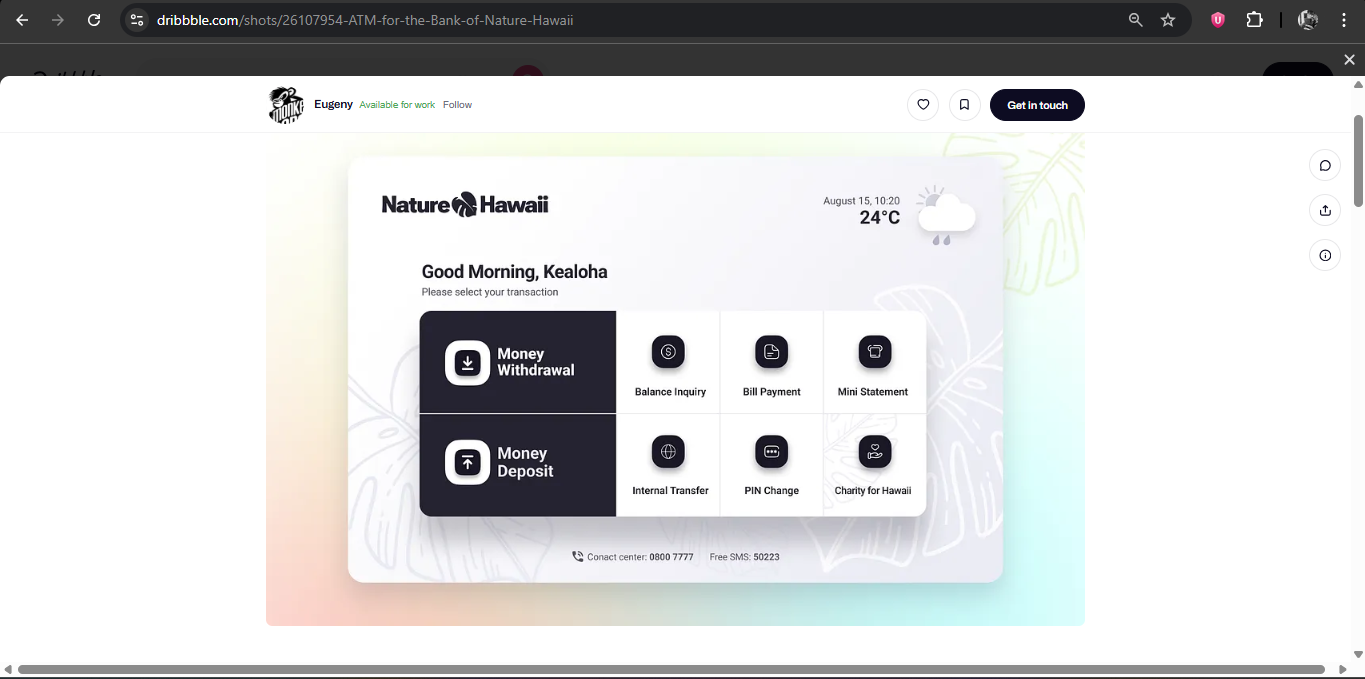 dribbble.com/shots/26107954-ATM-for-the-Bank-of-Nature-Hawaii
Eugeny Available for work Follow
Get in touch
Nature Hawaii
August 15, 10:20
24°C
Good Morning, Kealoha
Please select your transaction
Money
Withdrawal
Balance Inquiry
Bill Payment
Mini Statement
Money
Deposit
Internal Transfer
PIN Change
Charity for Hawaii
Conact center: 0800 7777
Free SMS: 50223